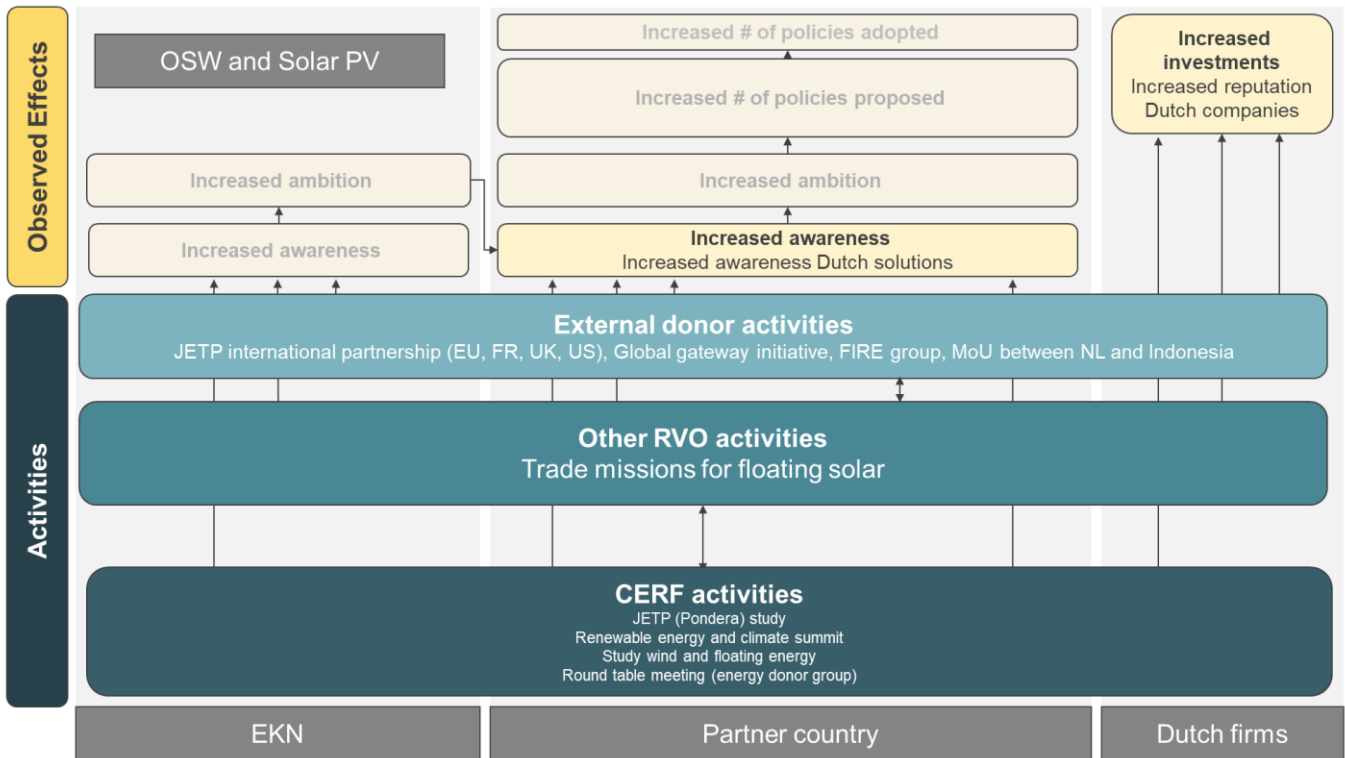 Observed Effects
OSW and Solar PV
Increased ambition
Increased awareness
Increased # of policies adopted
Increased # of policies proposed
Increased ambition
Increased awareness
Increased awareness Dutch solutions
Increased
investments
Increased reputation
Dutch companies
Activities
External donor activities
JETP international partnership (EU, FR, UK, US), Global gateway initiative, FIRE group, MoU between NL and Indonesia
Other RVO activities
Trade missions for floating solar
CERF activities
JETP (Pondera) study
Renewable energy and climate summit
Study wind and floating energy
Round table meeting (energy donor group)
EKN
Partner country
Dutch firms